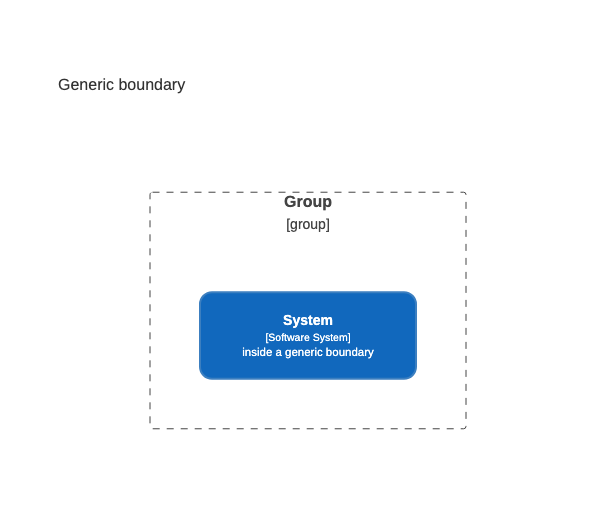 Generic boundary
Group
[group]
System
[Software System]
inside a generic boundary